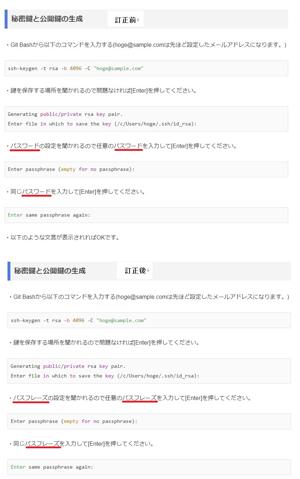 秘密鍵と公開鍵の生成 訂正前
・Git Bashから以下のコマンドを入力する(hoge@sample.comは先ほど設定したメールアドレスになります。)
ssh-keygen -t rsa -b 4096 -C "hoge@sample.com"
・鍵を保存する場所を聞かれるので問題なければ[Enter]を押してください。
Generating public/private rsa key pair.
Enter file in which to save the key (/c/Users/hoge/.ssh/id_rsa):
・パスワードの設定を聞かれるので任意のパスワードを入力して[Enter]を押してください。
Enter passphrase (empty for no passphrase):
・同じパスワードを入力して[Enter]を押してください。
Enter same passphrase again:
・以下のような文言が表示されればOKです。
秘密鍵と公開鍵の生成 訂正後
・Git Bashから以下のコマンドを入力する(hoge@sample.comは先ほど設定したメールアドレスになります。)
ssh-keygen -t rsa -b 4096 -C "hoge@sample.com"
・鍵を保存する場所を聞かれるので問題なければ[Enter]を押してください。
Generating public/private rsa key pair.
Enter file in which to save the key (/c/Users/hoge/.ssh/id_rsa):
・パスフレーズの設定を聞かれるので任意のパスフレーズを入力して[Enter]を押してください。
Enter passphrase (empty for no passphrase):
・同じパスフレーズを入力して[Enter]を押してください。
Enter same passphrase again: